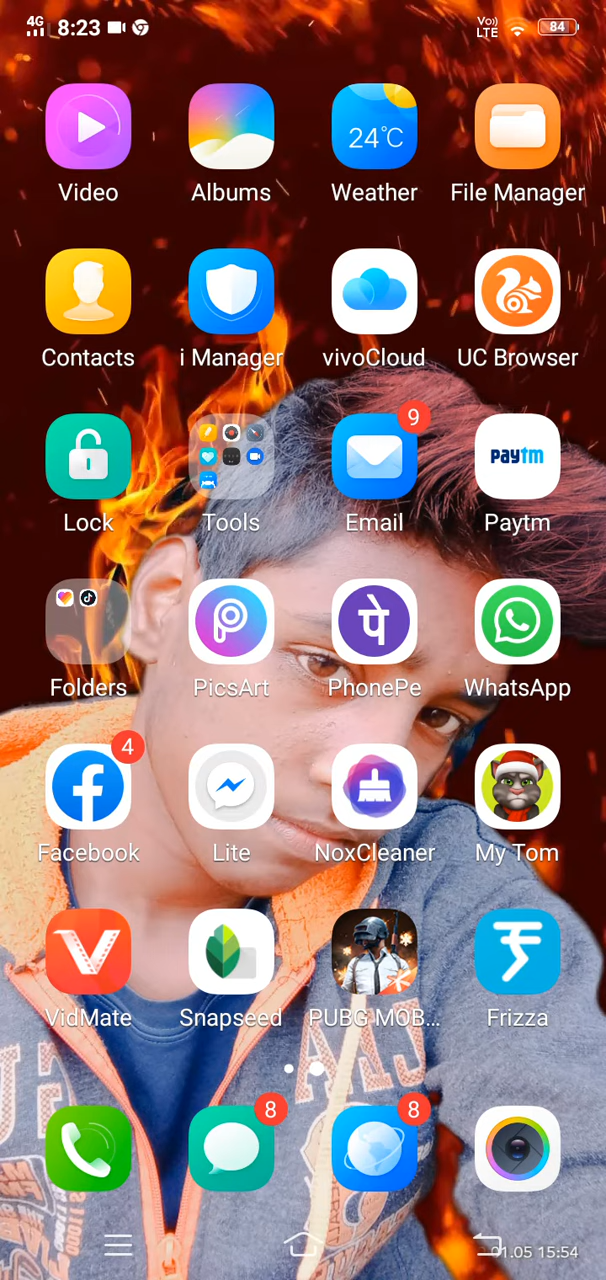 4G 8:23 Vo)) LTE 84
24°C
Video Albums Weather File Manager
Contacts i Manager vivoCloud UC Browser
9
Paytm
Lock Tools Email Paytm
पे
Folders PicsArt PhonePe WhatsApp
4
Facebook Lite NoxCleaner My Tom
VidMate Snapseed PUBG MOB... Frizza
8 8
01.05 15:54